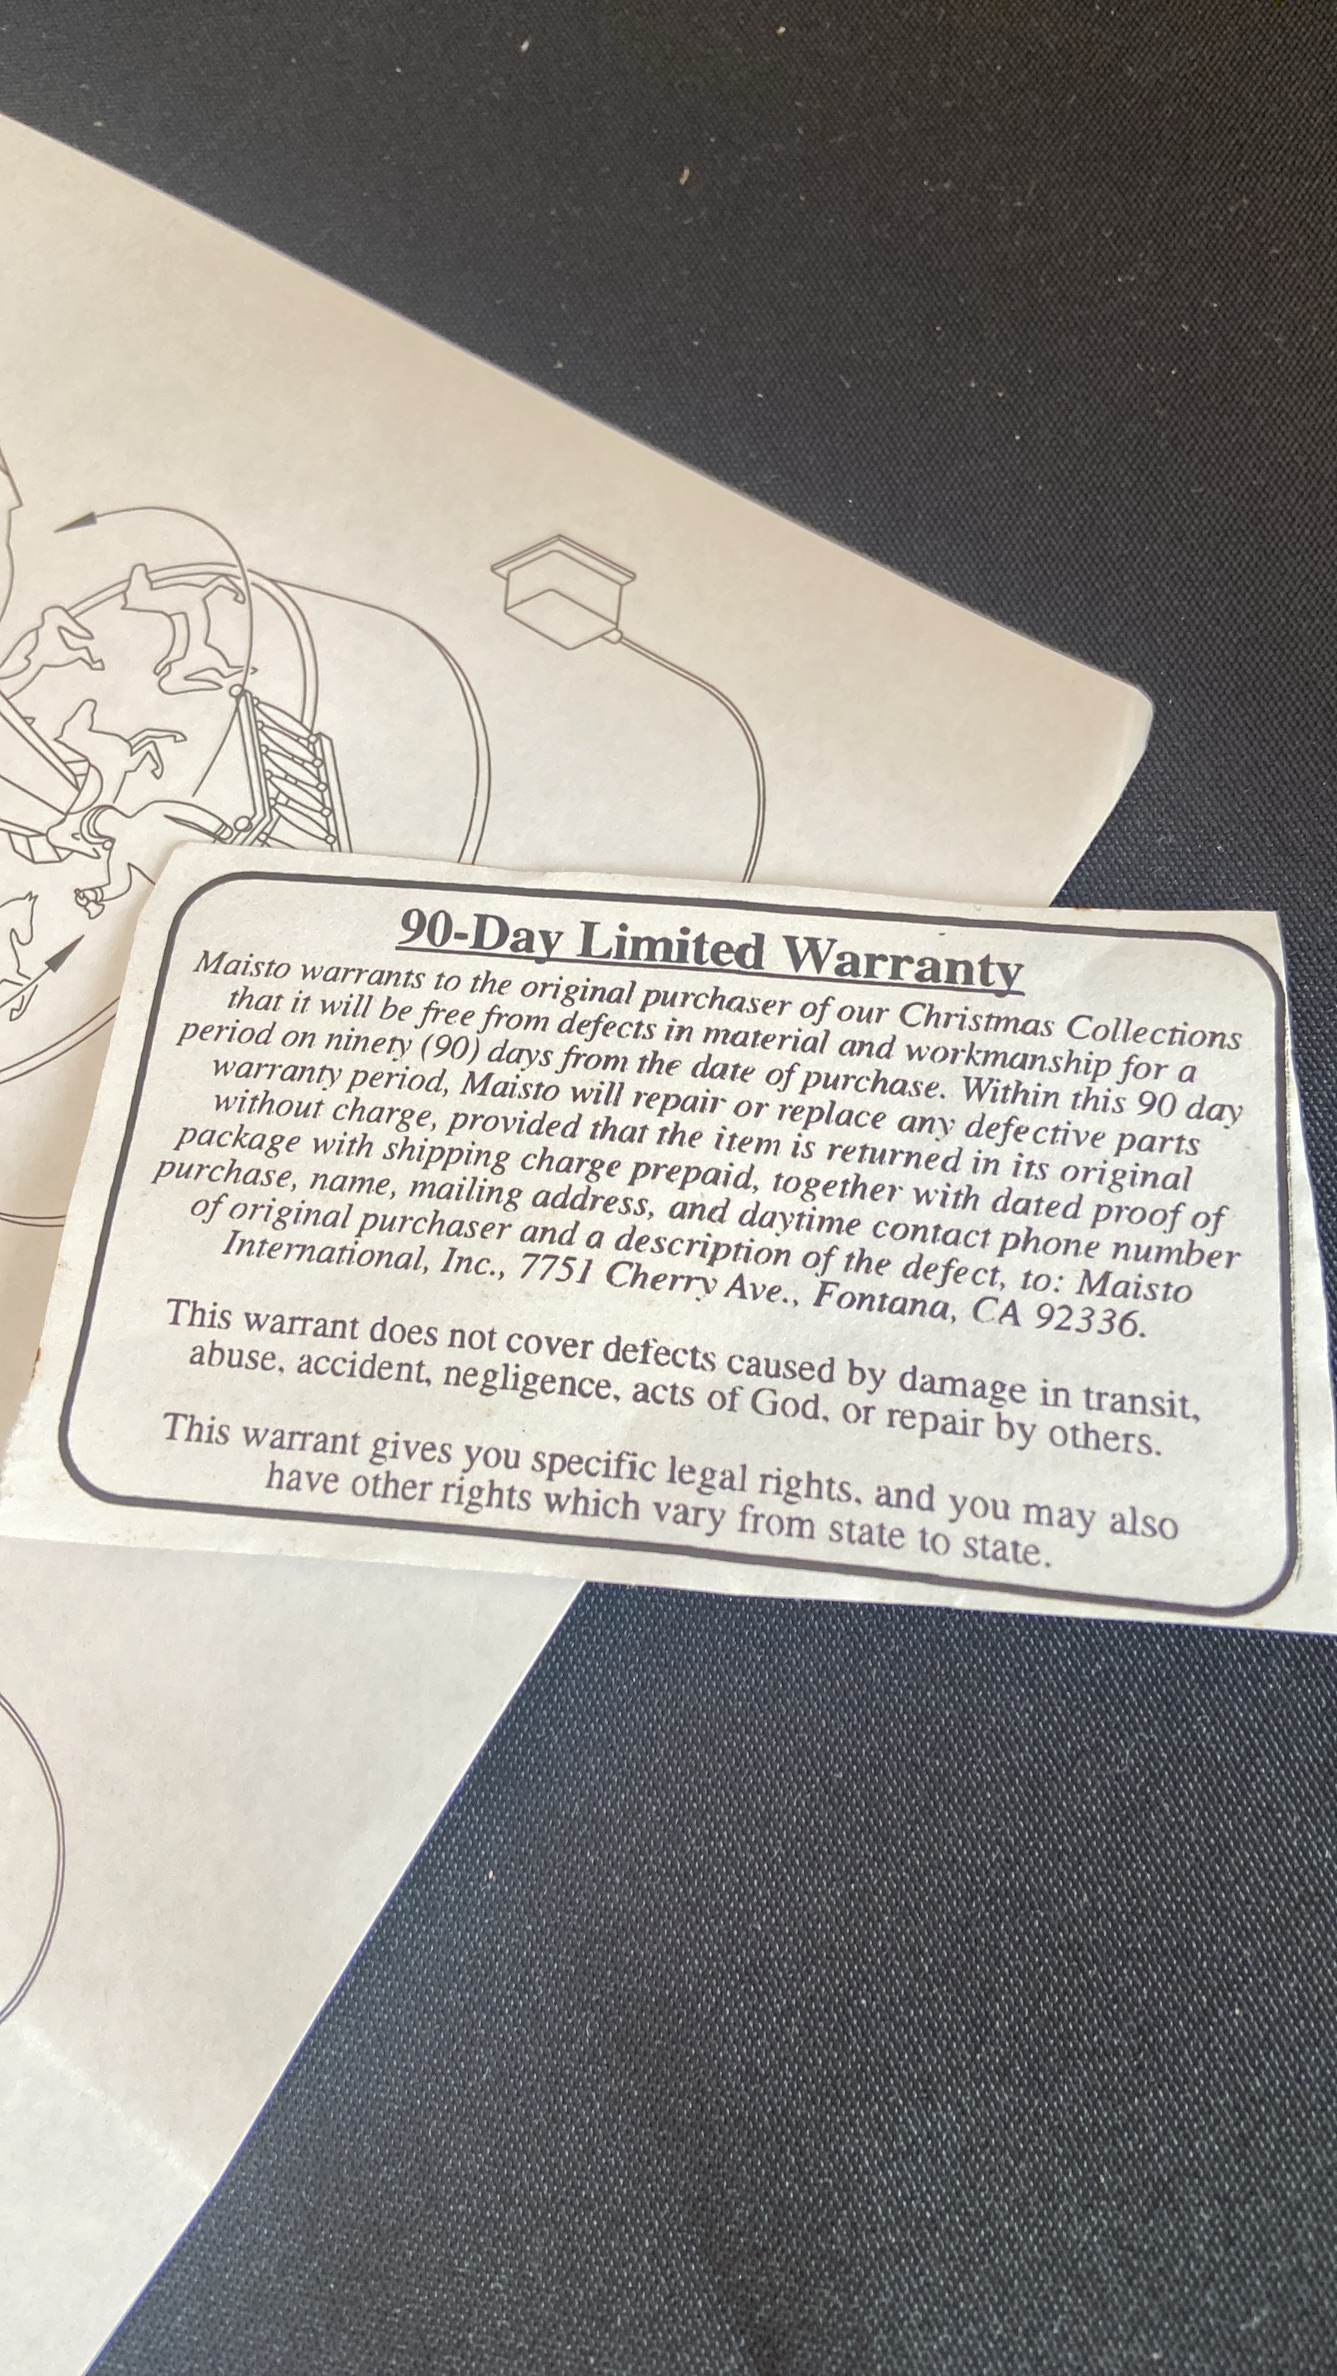 90-Day Limited Warranty
Maisto warrants to the original purchaser of our Christmas Collections
that it will be free from defects in material and workmanship for a
period on ninety (90) days from the date of purchase. Within this 90 day
warranty period, Maisto will repair or replace any defective parts
without charge, provided that the item is returned in its original
package with shipping charge prepaid, together with dated proof of
purchase, name, mailing address, and daytime contact phone number
of original purchaser and a description of the defect, to: Maisto
International, Inc., 7751 Cherry Ave., Fontana, CA 92336.
This warrant does not cover defects caused by damage in transit,
abuse, accident, negligence, acts of God, or repair by others.
This warrant gives you specific legal rights, and you may also
have other rights which vary from state to state.